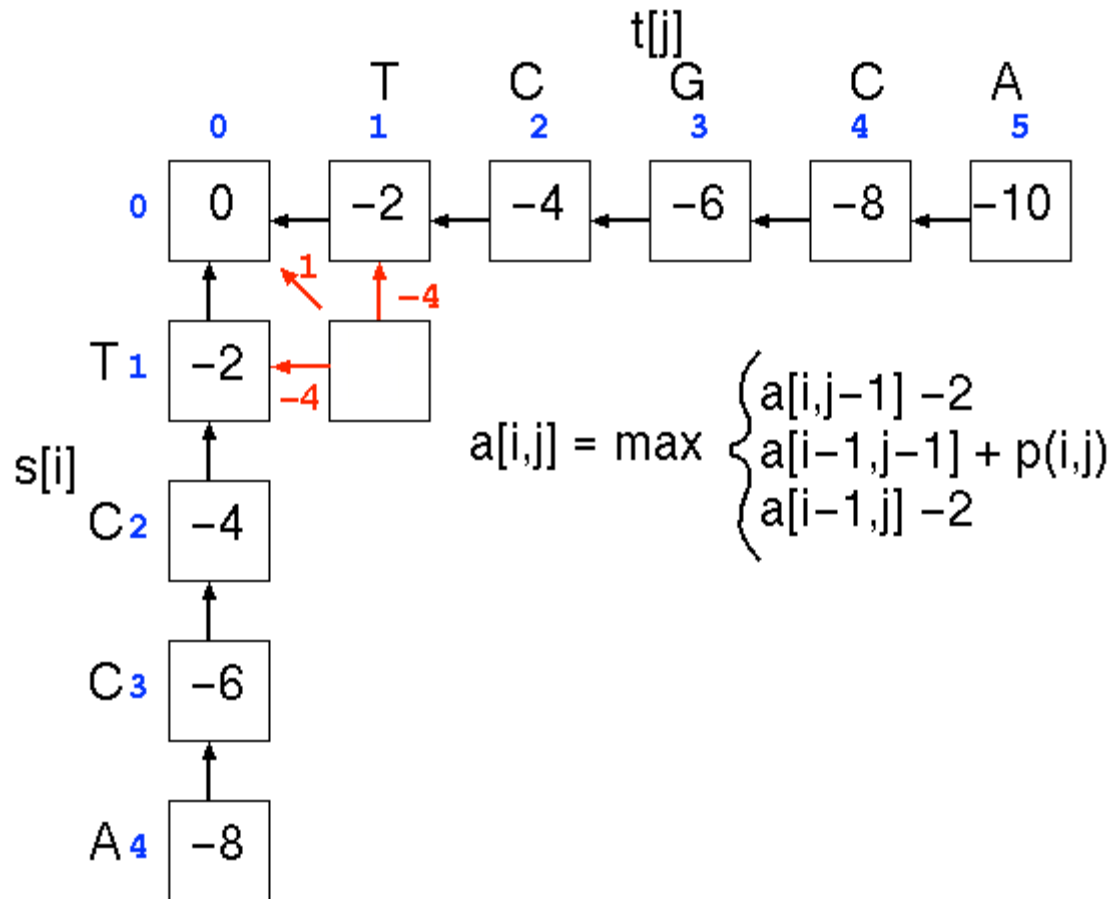 t[j]
T C G C A
0 1 2 3 4 5
0 0 −2 −4 −6 −8 −10
1 −4
T 1 −2
−4
a[i,j−1] −2
s[i] a[i,j] = max { a[i−1,j−1] + p(i,j)
C 2 −4 a[i−1,j] −2
C 3 −6
A 4 −8